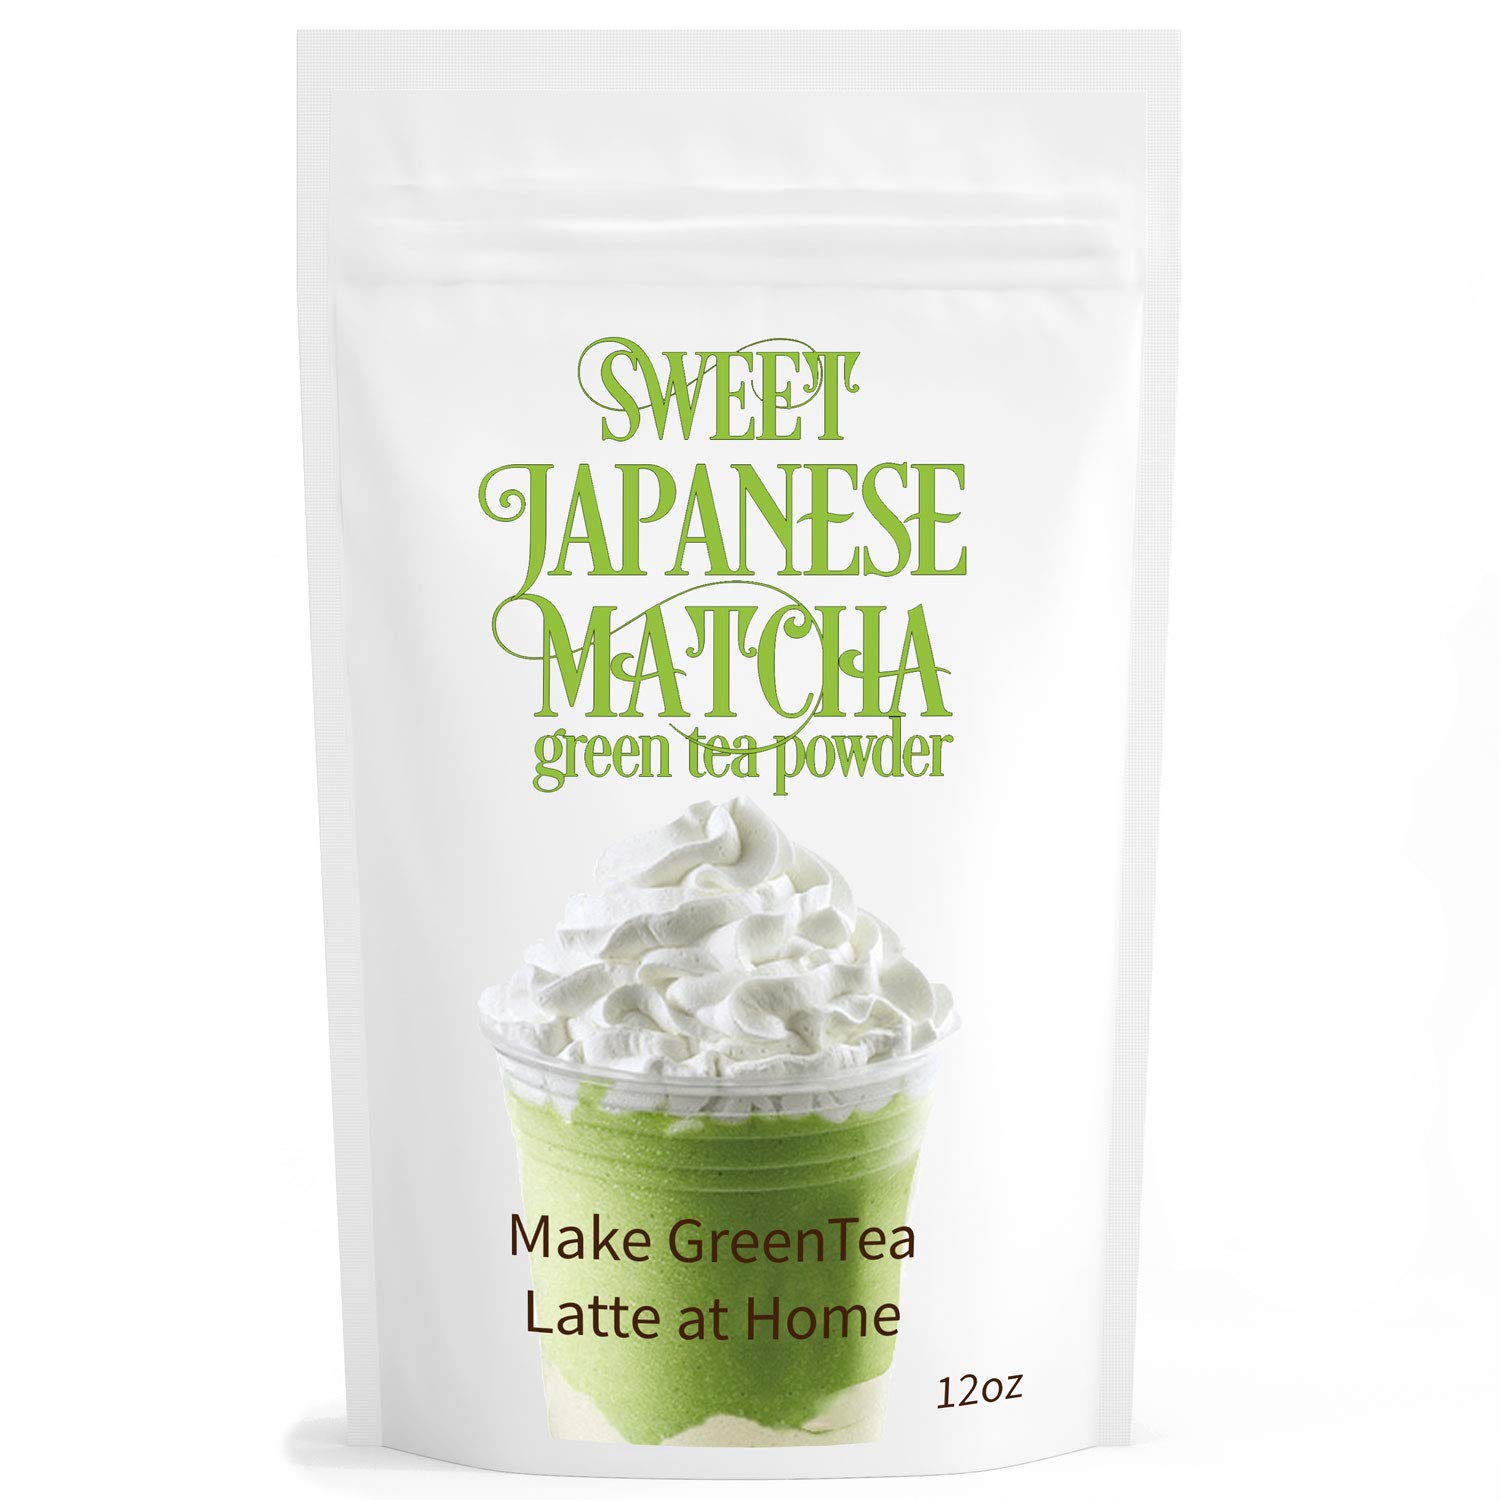 SWEET
JAPANESE
MATCHA
green tea powder
Make GreenTea
Latte at Home
12oz